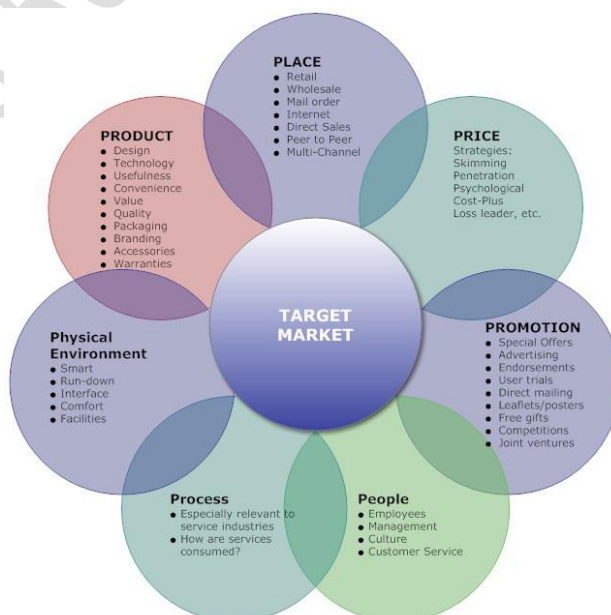 PLACE
● Retail
● Wholesale
● Mail order
● Internet
● Direct Sales
● Peer to Peer
● Multi-Channel
PRICE
Strategies:
Skimming
Penetration
Psychological
Cost-Plus
Loss leader, etc.
PROMOTION
● Special Offers
● Advertising
● Endorsements
● User trials
● Direct mailing
● Leaflets/posters
● Free gifts
● Competitions
● Joint ventures
People
● Employees
● Management
● Culture
● Customer Service
Process
● Especially relevant to
service industries
● How are services
consumed?
Physical
Environment
● Smart
● Run-down
● Interface
● Comfort
● Facilities
PRODUCT
● Design
● Technology
● Usefulness
● Convenience
● Value
● Quality
● Packaging
● Branding
● Accessories
● Warranties
TARGET
MARKET